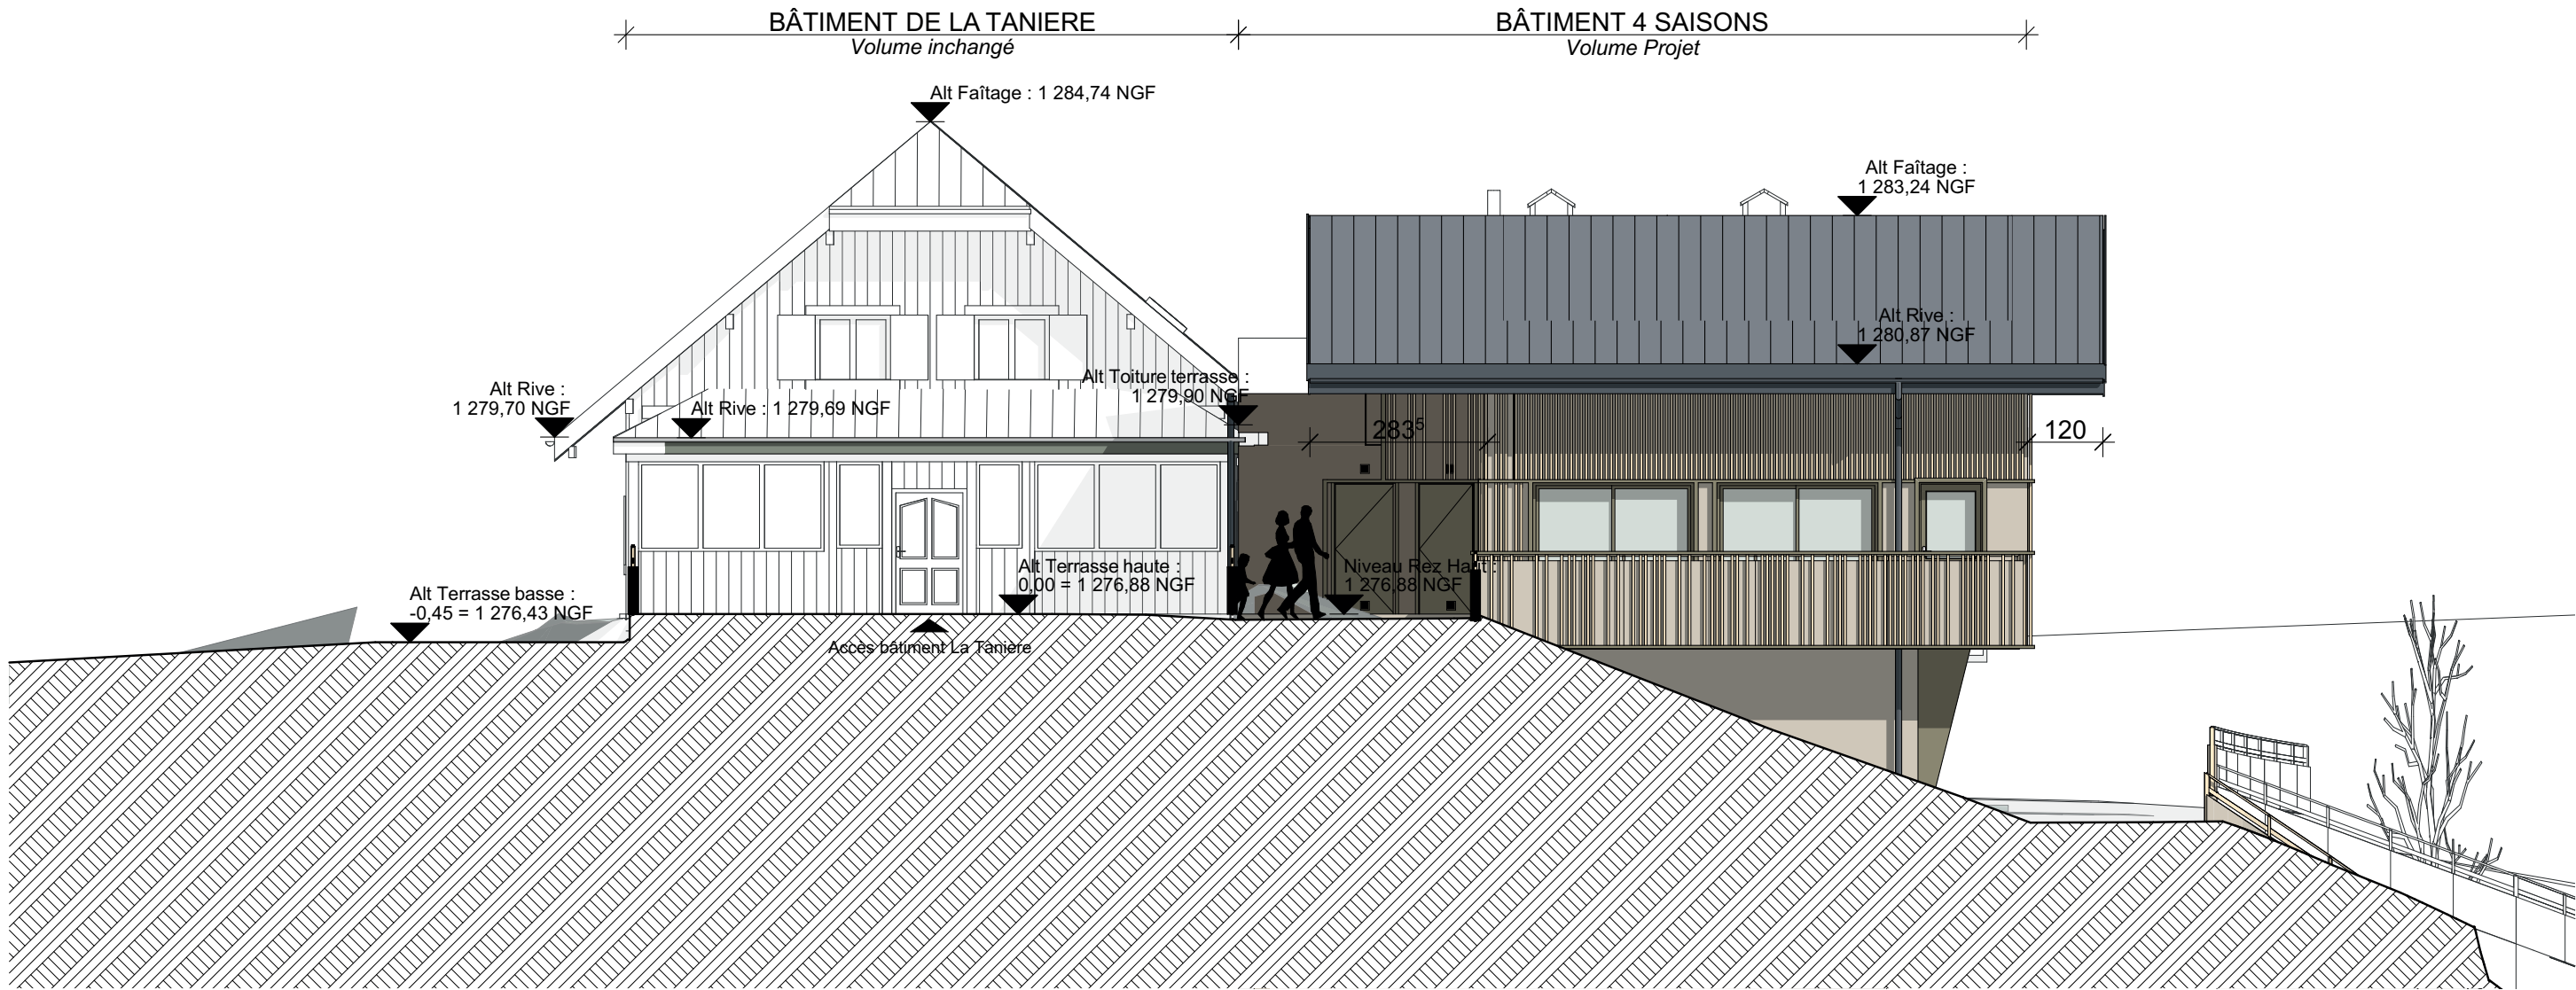 BÂTIMENT DE LA TANIERE
Volume inchangé
BÂTIMENT 4 SAISONS
Volume Projet
Alt Faîtage : 1 284,74 NGF
Alt Faîtage :
1 283,24 NGF
Alt Rive :
1 280,87 NGF
Alt Toiture terrasse :
1 279,90 NGF
Alt Rive :
1 279,70 NGF
Alt Rive : 1 279,69 NGF
283⁵
120
Alt Terrasse haute :
0,00 = 1 276,88 NGF
Niveau Rez Haut :
1 276,88 NGF
Alt Terrasse basse :
-0,45 = 1 276,43 NGF
Accès bâtiment La Tanière